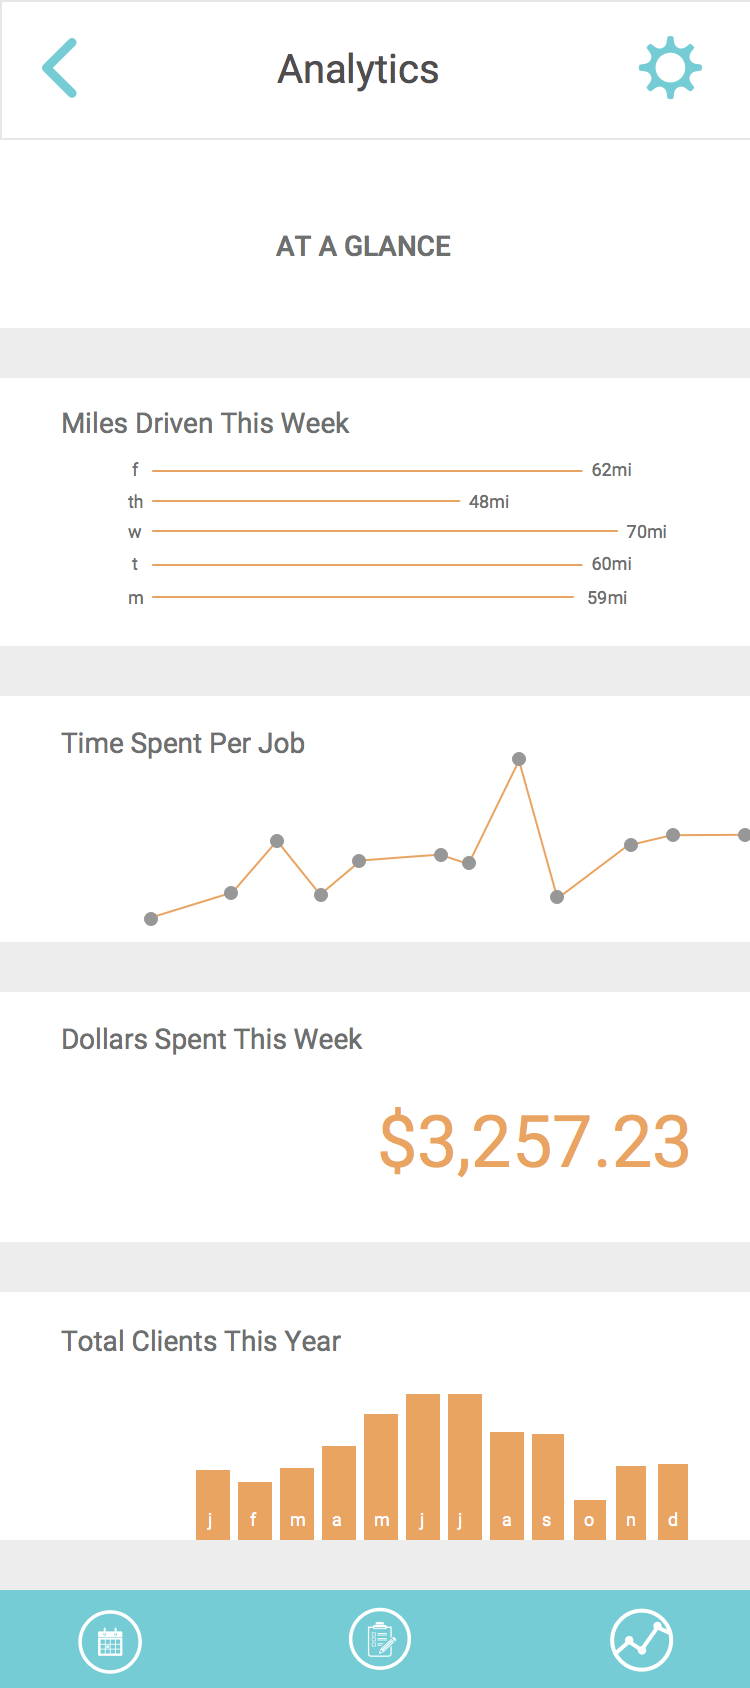 Analytics
AT A GLANCE
Miles Driven This Week
f 62mi
th 48mi
w 70mi
t 60mi
m 59mi
Time Spent Per Job
Dollars Spent This Week
$3,257.23
Total Clients This Year
j f m a m j j a s o n d